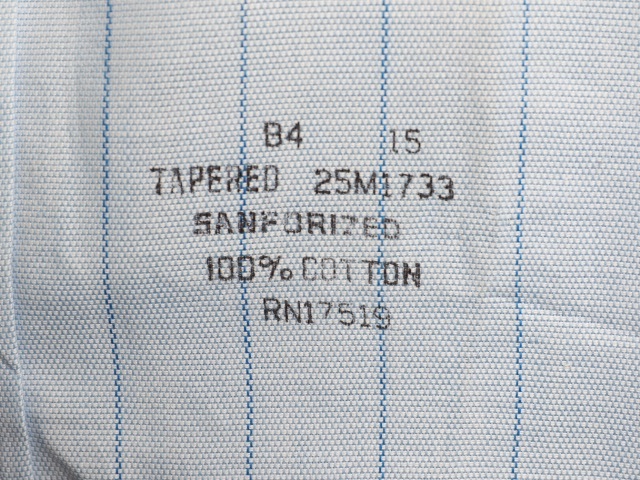 B4 15
TAPERED 25M1733
SANFORIZED
100% COTTON
RN17519